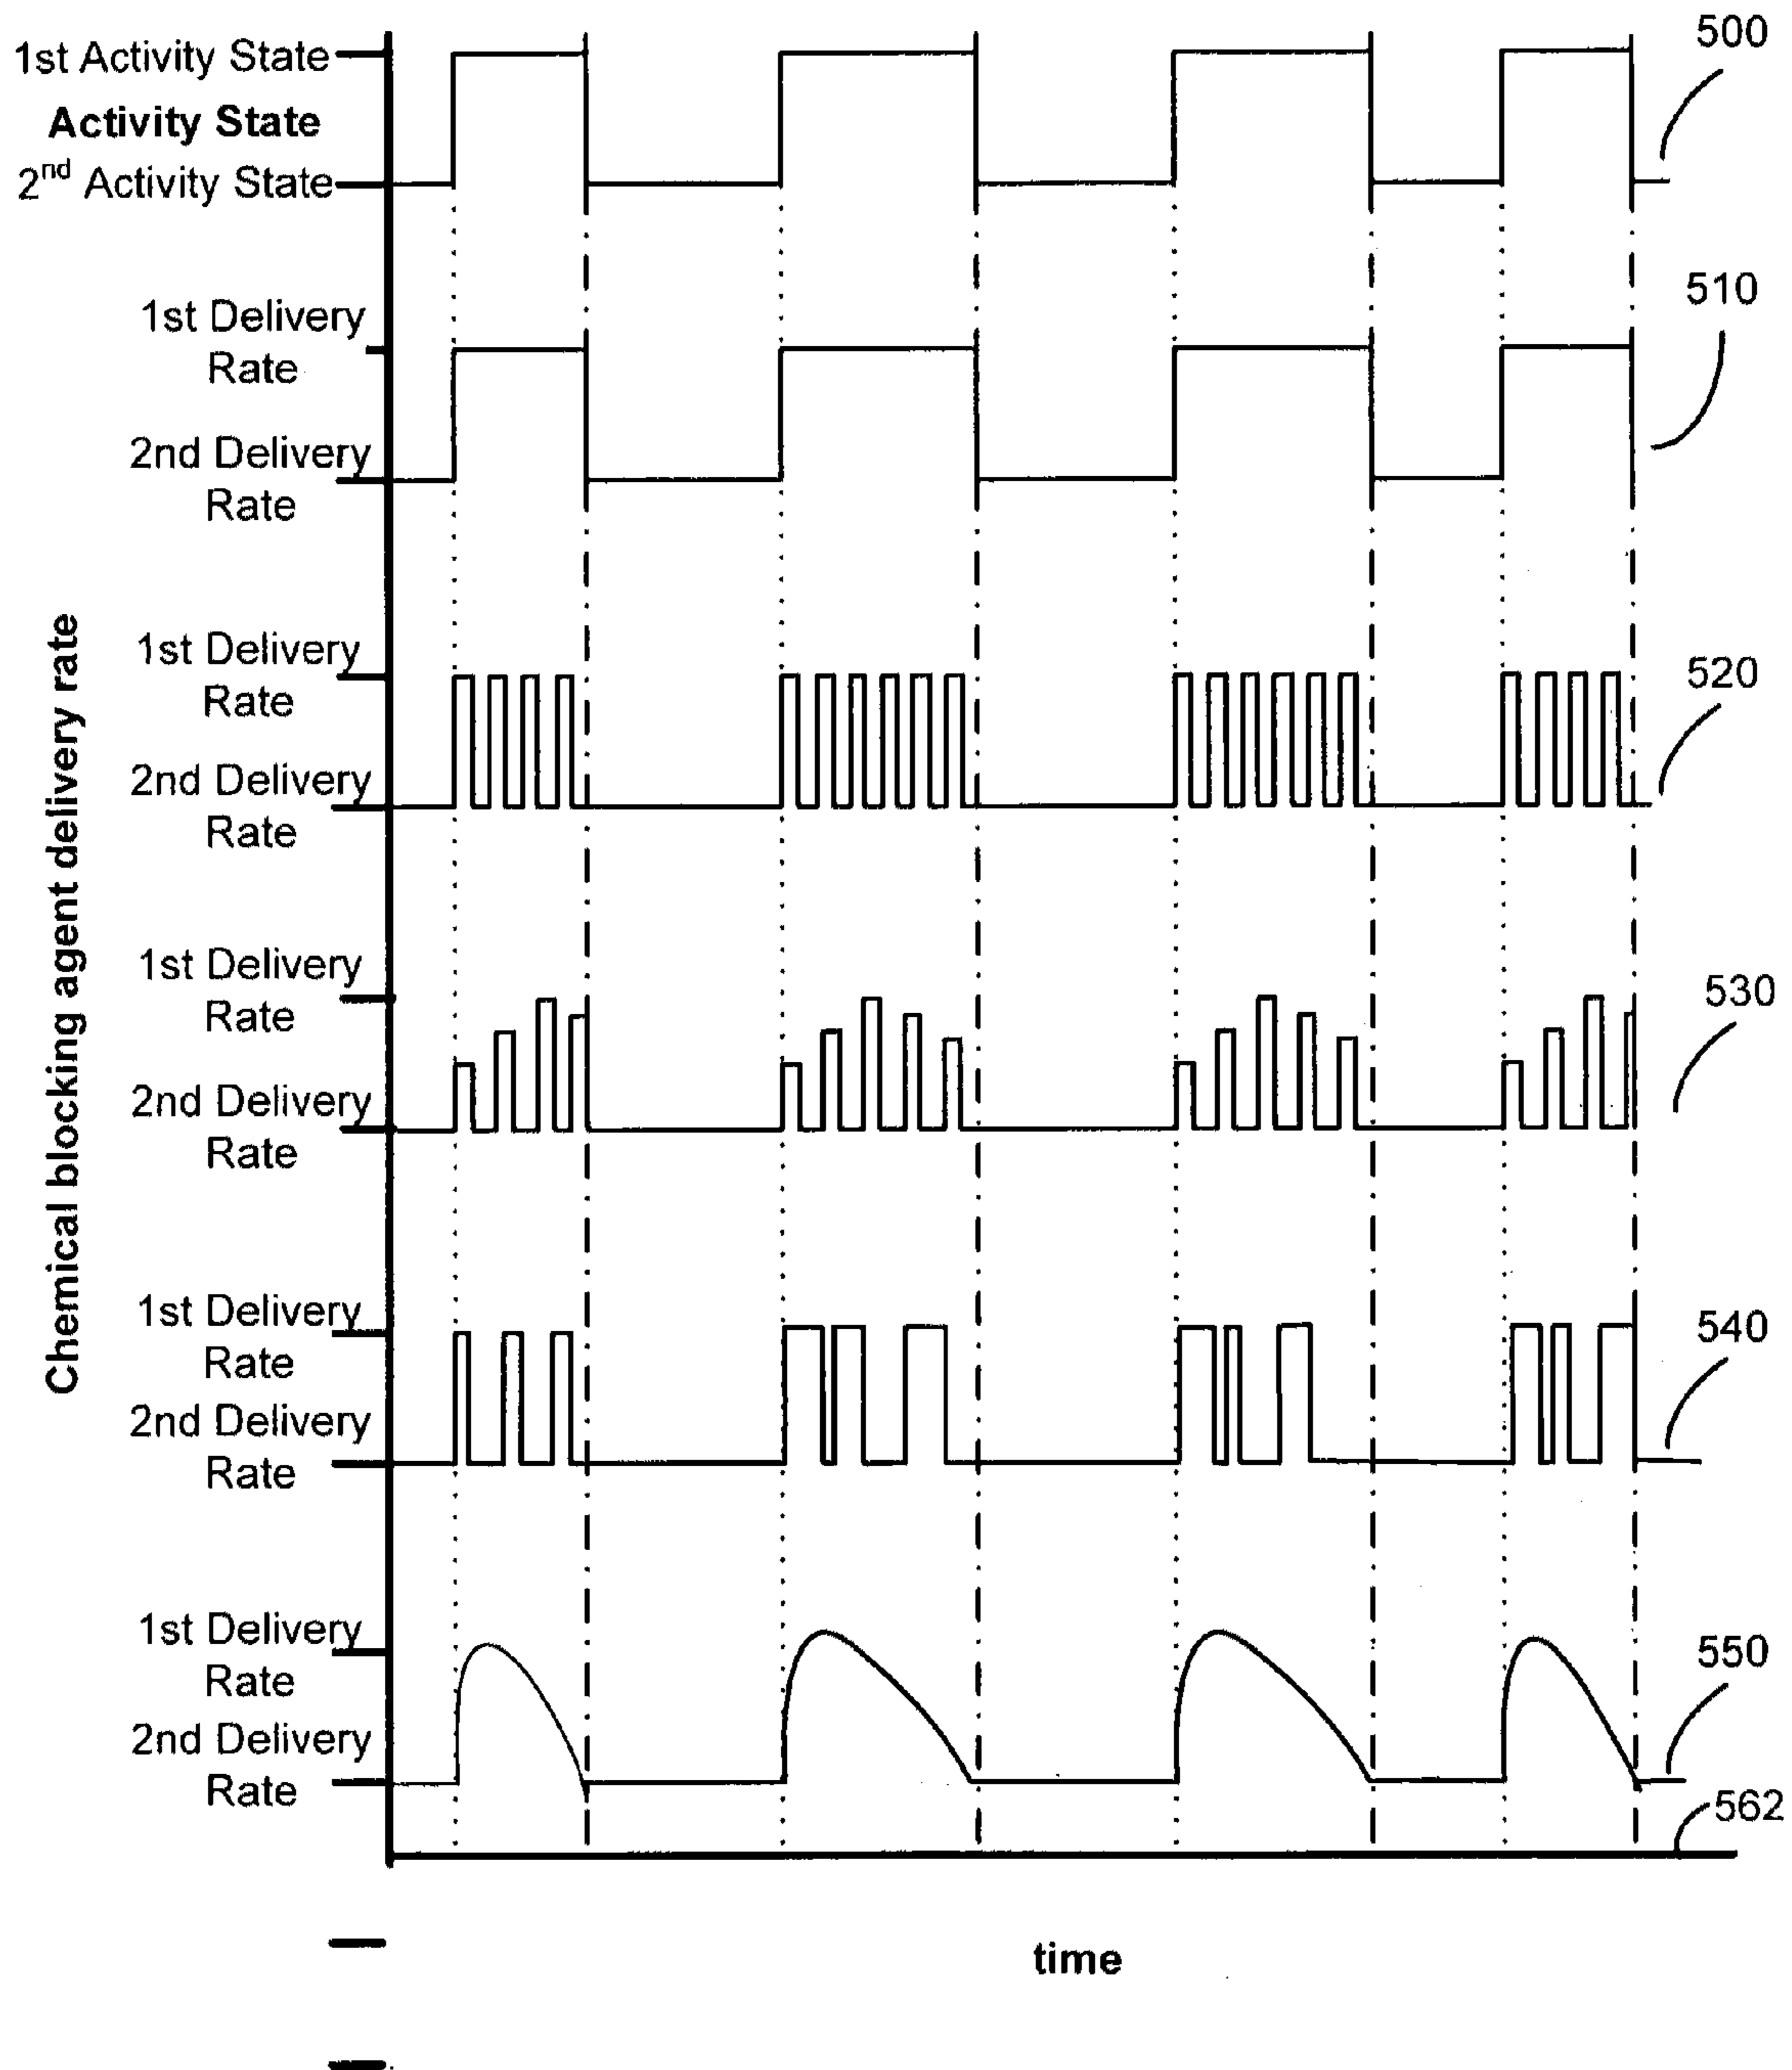 500
1st Activity State
Activity State
2nd Activity State
510
1st Delivery
Rate
2nd Delivery
Rate
Chemical blocking agent delivery rate
520
1st Delivery
Rate
2nd Delivery
Rate
530
1st Delivery
Rate
2nd Delivery
Rate
540
1st Delivery
Rate
2nd Delivery
Rate
550
1st Delivery
Rate
2nd Delivery
Rate
562
time